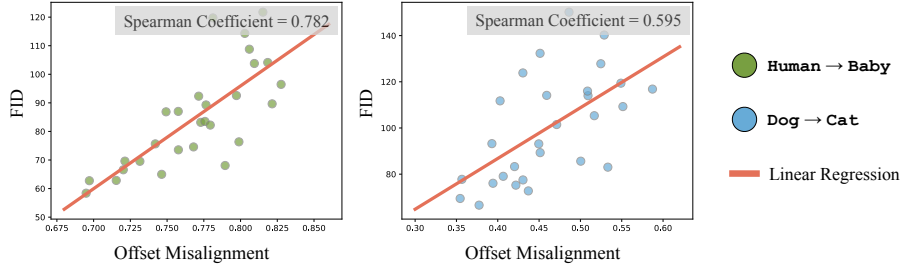 Spearman Coefficient = 0.782
FID
120
110
100
90
80
70
60
50
0.675 0.700 0.725 0.750 0.775 0.800 0.825 0.850
Offset Misalignment
Spearman Coefficient = 0.595
FID
140
120
100
80
60
0.30 0.35 0.40 0.45 0.50 0.55 0.60
Offset Misalignment
Human → Baby
Dog → Cat
Linear Regression